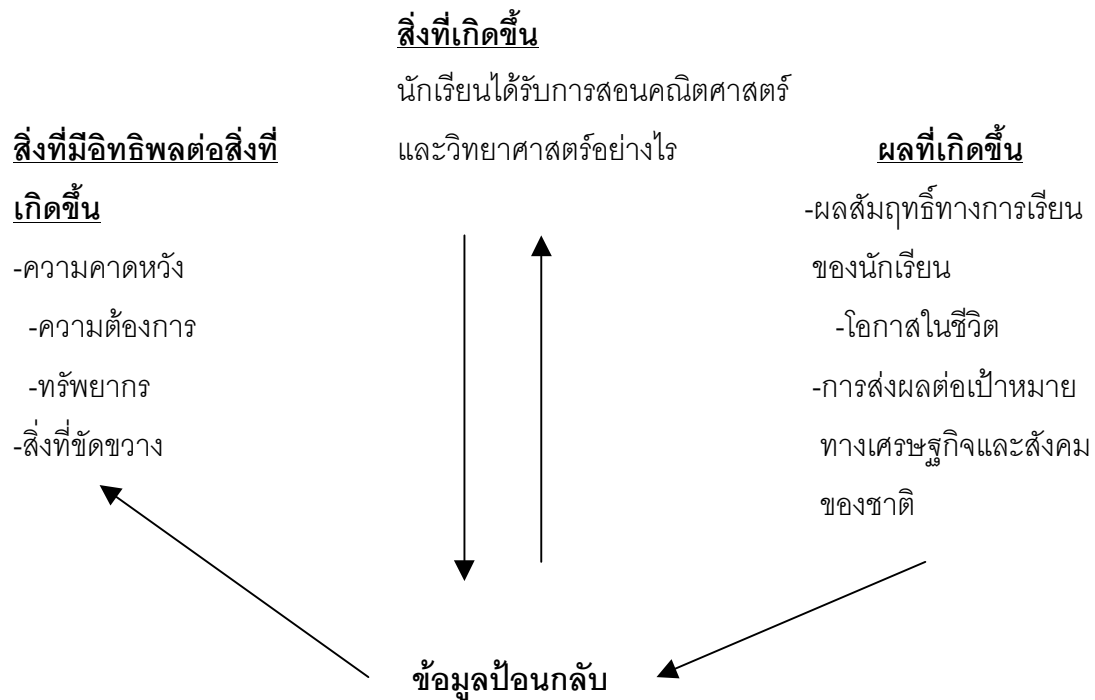 สิ่งที่เกิดขึ้น
นักเรียนได้รับการสอนคณิตศาสตร์
และวิทยาศาสตร์อย่างไร
สิ่งที่มีอิทธิพลต่อสิ่งที่
เกิดขึ้น
-ความคาดหวัง
-ความต้องการ
-ทรัพยากร
-สิ่งที่ขัดขวาง
ผลที่เกิดขึ้น
-ผลสัมฤทธิ์ทางการเรียน
ของนักเรียน
-โอกาสในชีวิต
-การส่งผลต่อเป้าหมาย
ทางเศรษฐกิจและสังคม
ของชาติ
ข้อมูลป้อนกลับ